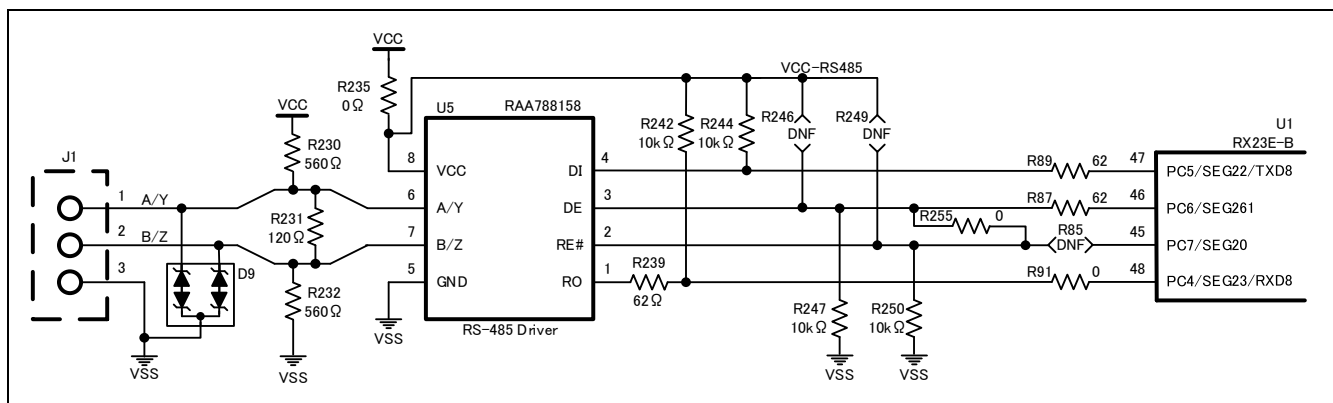 VCC
R235
0Ω
VCC-RS485
VCC
R230
560Ω
U5
RAA788158
R242
10kΩ
R244
10kΩ
R246
DNF
R249
DNF
U1
RX23E-B
J1
1
A/Y
2
B/Z
3
D9
R231
120Ω
R232
560Ω
8
VCC
6
A/Y
7
B/Z
5
GND
DI
4
DE
3
RE#
2
RO
1
RS-485 Driver
R239
62Ω
R89
62
47
PC5/SEG22/TXD8
R87
62
46
PC6/SEG261
R255
0
R85
DNF
45
PC7/SEG20
R91
0
48
PC4/SEG23/RXD8
R247
10kΩ
R250
10kΩ
VSS
VSS
VSS
VSS
VSS